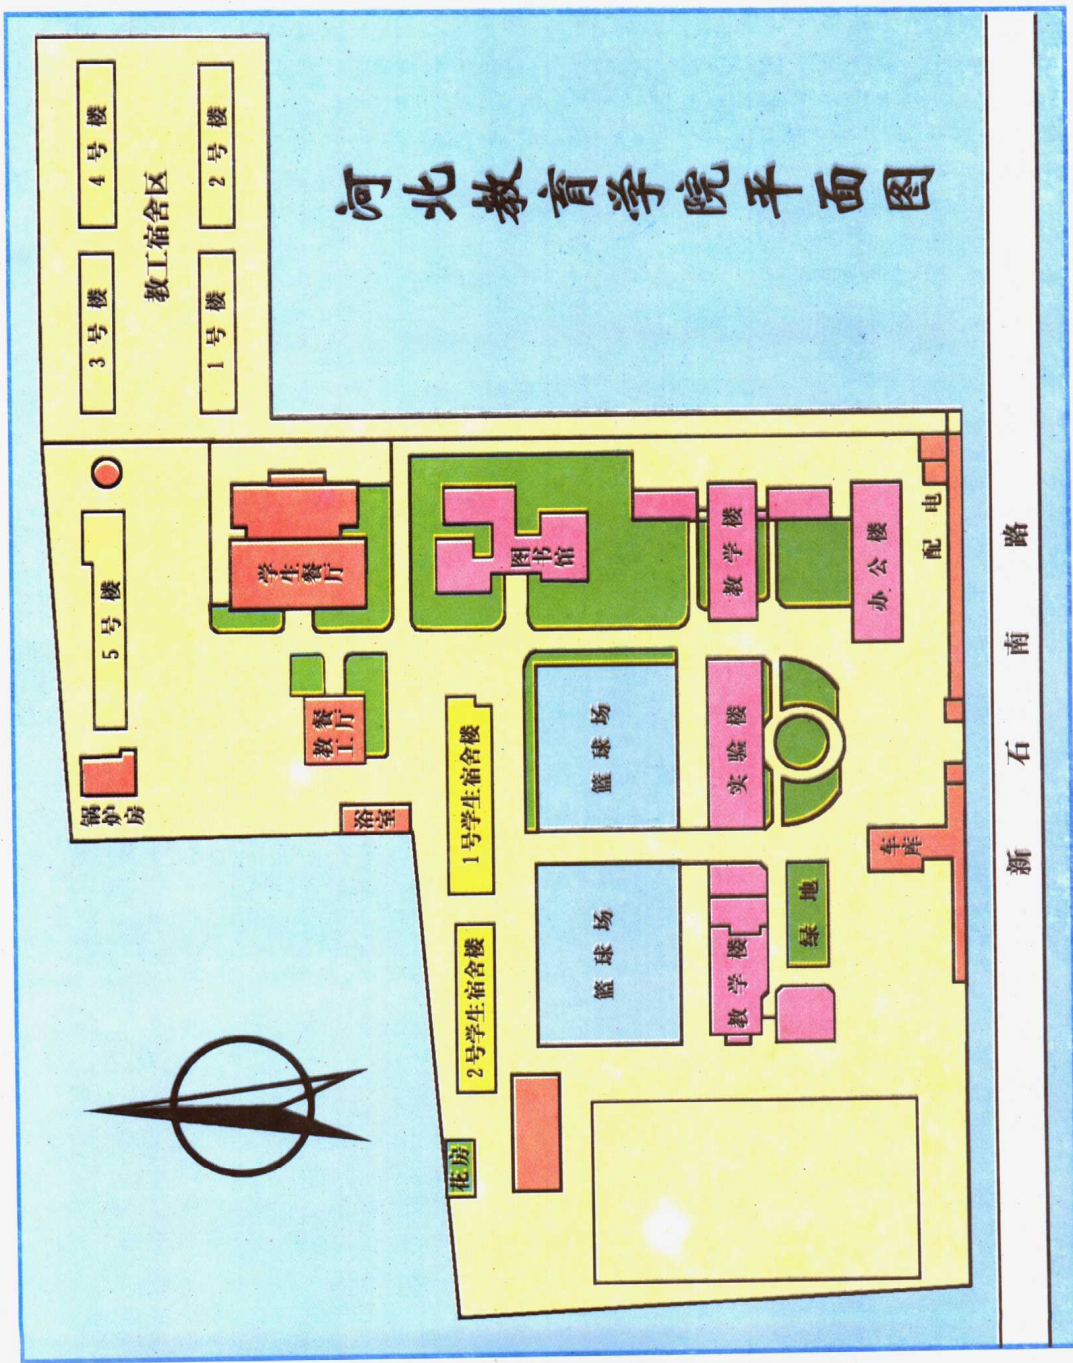 河北教育学院平面图
4号楼
2号楼
教工宿舍区
3号楼
1号楼
5号楼
锅炉房
学生餐厅
教工餐厅
浴室
图书馆
教学楼
办公楼
配电
1号学生宿舍楼
篮球场
实验楼
车库
2号学生宿舍楼
篮球场
教学楼
绿地
花房
新石南路